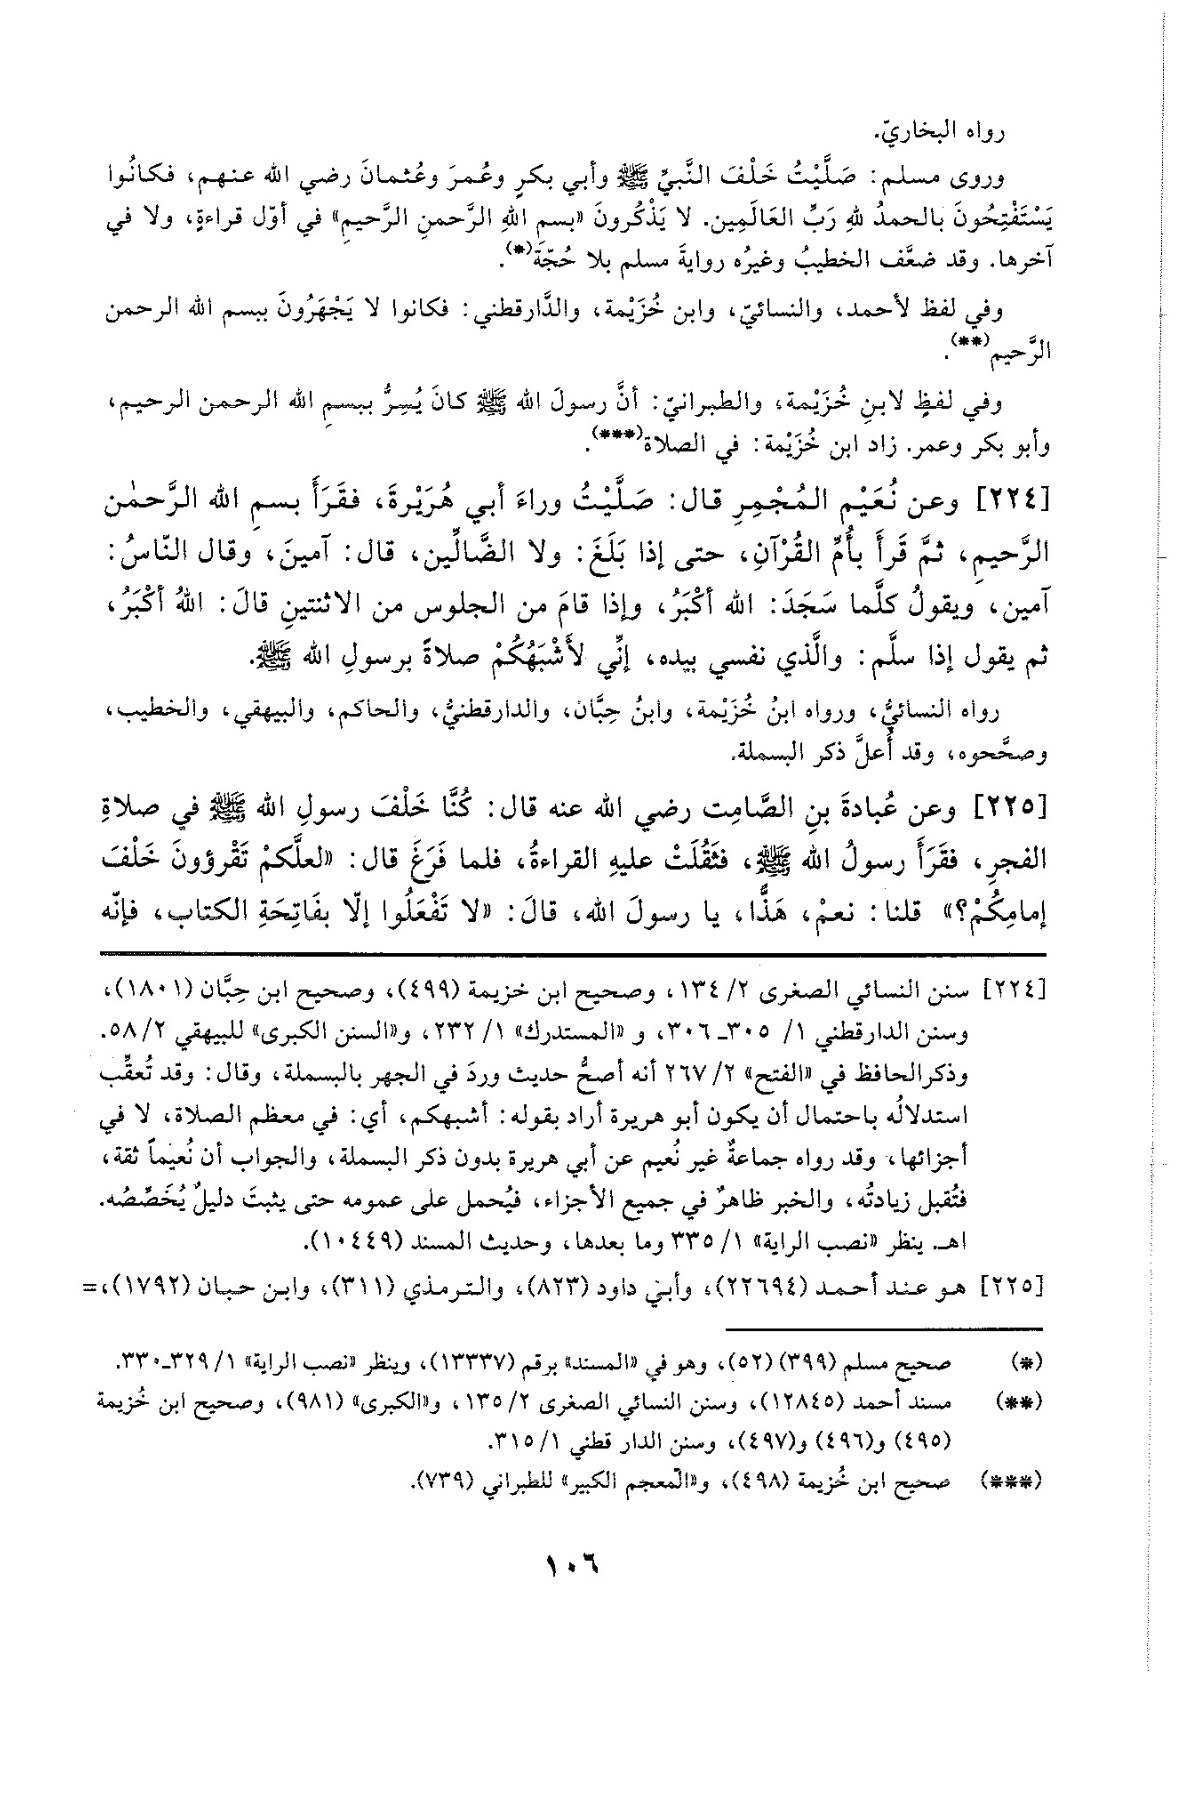 رواه البخاريّ.
وروى مسلم: صَلَّيْتُ خَلْفَ النَّبيِّ ﷺ وأبي بكرٍ وعُمرَ وعُثمانَ رضي الله عنهم، فكانُوا
يَسْتَفْتِحُونَ بالحمدُ للهِ رَبِّ العَالَمِين. لا يَذْكُرونَ «بسم اللهِ الرَّحمنِ الرَّحيمِ» في أوّل قراءةٍ، ولا في
آخرها. وقد ضعَّف الخطيبُ وغيرُه روايةَ مسلم بلا حُجّةَ(*).
وفي لفظ لأحمد، والنسائيّ، وابن خُزَيْمة، والدَّارقطني: فكانوا لا يَجْهَرُونَ ببسم الله الرحمن
الرَّحيم(**).
وفي لفظٍ لابنِ خُزَيْمة، والطبرانيّ: أنَّ رسولَ الله ﷺ كانَ يُسِرُّ ببسمِ الله الرحمن الرحيم،
وأبو بكر وعمر. زاد ابن خُزَيْمة: في الصلاة(***).
[٢٢٤] وعن نُعَيْم المُجْمِرِ قال: صَلَّيْتُ وراءَ أبي هُرَيْرةَ، فقَرَأَ بسمِ الله الرَّحمٰن
الرَّحيمِ، ثمَّ قَرَأَ بأُمِّ القُرْآنِ، حتى إذا بَلَغَ: ولا الضَّالِّين، قال: آمينَ، وقال النّاسُ:
آمين، ويقولُ كلَّما سَجَدَ: الله أكْبَرُ، وإذا قامَ من الجلوس من الاثنتينِ قالَ: اللهُ أكْبَرُ،
ثم يقول إذا سلَّم: والَّذي نفسي بيده، إنِّي لأَشْبَهُكُمْ صلاةً برسولِ الله ﷺ.
رواه النسائيُّ، ورواه ابنُ خُزَيْمة، وابنُ حِبَّان، والدارقطنيُّ، والحاكم، والبيهقي، والخطيب،
وصحَّحوه، وقد أُعلَّ ذكر البسملة.
[٢٢٥] وعن عُبادةَ بنِ الصَّامِت رضي الله عنه قال: كُنَّا خَلْفَ رسولِ الله ﷺ في صلاةِ
الفجرِ، فقَرَأَ رسولُ الله ﷺ، فثَقُلَتْ عليهِ القراءةُ، فلما فَرَغَ قال: «لعلَّكمْ تَقْرؤونَ خَلْفَ
إمامِكُمْ؟» قلنا: نعمْ، هَذًّا، يا رسولَ الله، قالَ: «لا تَفْعَلُوا إلّا بفَاتِحَةِ الكتاب، فإنّه
[٢٢٤] سنن النسائي الصغرى ٢/ ١٣٤، وصحيح ابن خزيمة (٤٩٩)، وصحيح ابن حِبَّان (١٨٠١)،
وسنن الدارقطني ١/ ٣٠٥ـ ٣٠٦، و «المستدرك» ١/ ٢٣٢، و«السنن الكبرى» للبيهقي ٢/ ٥٨.
وذكرالحافظ في «الفتح» ٢/ ٢٦٧ أنه أصحُّ حديث وردَ في الجهر بالبسملة، وقال: وقد تُعقِّب
استدلالُه باحتمال أن يكون أبو هريرة أراد بقوله: أشبهكم، أي: في معظم الصلاة، لا في
أجزائها، وقد رواه جماعةٌ غير نُعيم عن أبي هريرة بدون ذكر البسملة، والجواب أن نُعيماً ثقة،
فتُقبل زيادتُه، والخبر ظاهرٌ في جميع الأجزاء، فيُحمل على عمومه حتى يثبتَ دليلٌ يُخَصِّصُه.
اهـ. ينظر «نصب الراية» ١/ ٣٣٥ وما بعدها، وحديث المسند (١٠٤٤٩).
[٢٢٥] هو عند أحمد (٢٢٦٩٤)، وأبي داود (٨٢٣)، والترمذي (٣١١)، وابن حبان (١٧٩٢)،=
(*) صحيح مسلم (٣٩٩) (٥٢)، وهو في «المسند» برقم (١٣٣٣٧)، وينظر «نصب الراية» ١/ ٣٢٩ـ٣٣٠.
(**) مسند أحمد (١٢٨٤٥)، وسنن النسائي الصغرى ٢/ ١٣٥، و«الكبرى» (٩٨١)، وصحيح ابن خُزيمة
(٤٩٥) و(٤٩٦) و(٤٩٧)، وسنن الدار قطني ١/ ٣١٥.
(***) صحيح ابن خُزيمة (٤٩٨)، و«المعجم الكبير» للطبراني (٧٣٩).
١٠٦